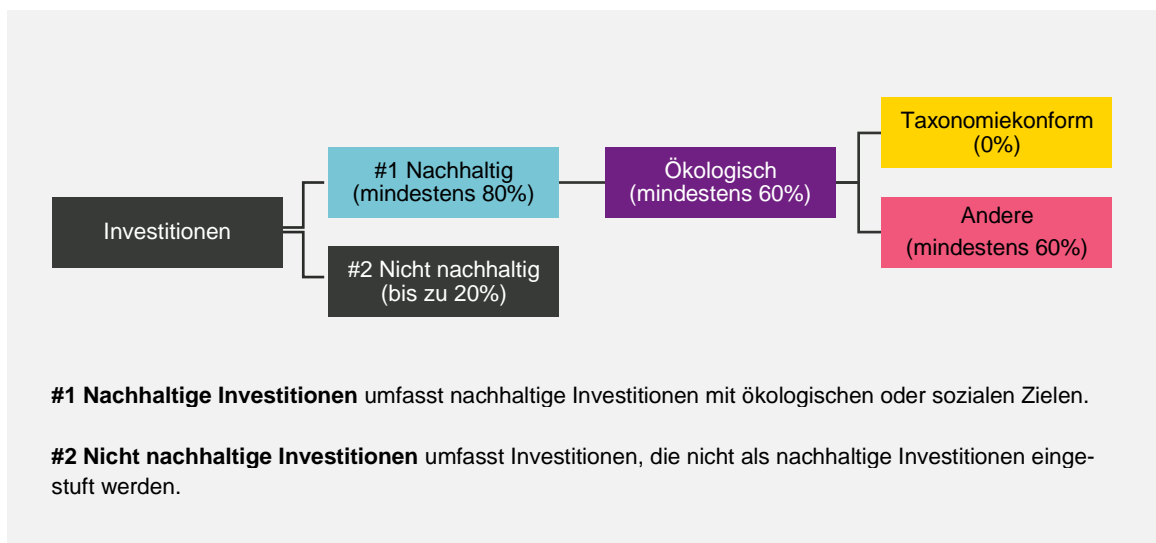 Investitionen
#1 Nachhaltig
(mindestens 80%)
#2 Nicht nachhaltig
(bis zu 20%)
Ökologisch
(mindestens 60%)
Taxonomiekonform
(0%)
Andere
(mindestens 60%)
#1 Nachhaltige Investitionen umfasst nachhaltige Investitionen mit ökologischen oder sozialen Zielen.
#2 Nicht nachhaltige Investitionen umfasst Investitionen, die nicht als nachhaltige Investitionen einge-
stuft werden.